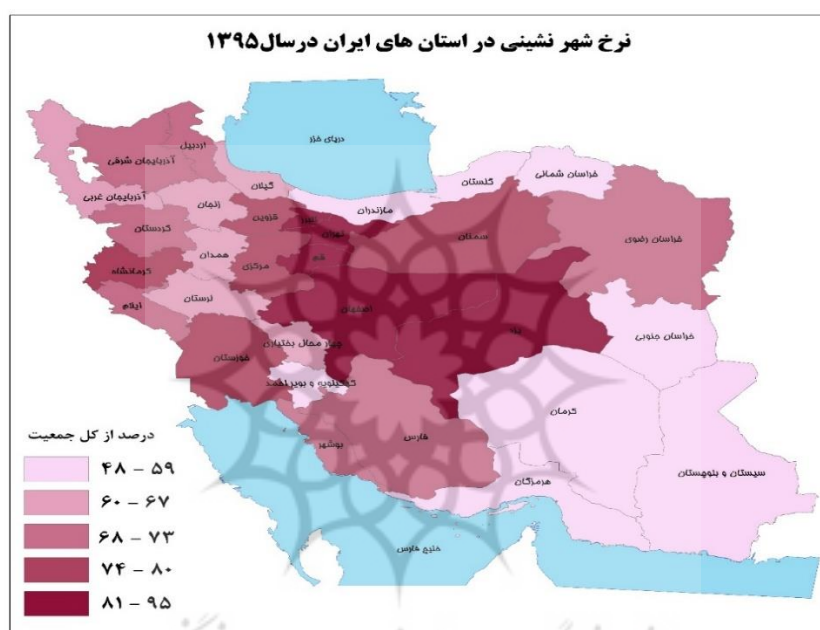 نرخ شهر نشینی در استان های ایران درسال۱۳۹۵
دریای خزر
اردبیل
آذربایجان شرقی
آذربایجان غربی
گیلان
زنجان
مازندران
گلستان
خراسان شمالی
کردستان
قزوین
البرز
تهران
سمنان
خراسان رضوی
همدان
قم
کرمانشاه
مرکزی
لرستان
ایلام
اصفهان
یزد
خراسان جنوبی
چهار محال بختیاری
خوزستان
کهکیلویه و بویر احمد
کرمان
فارس
بوشهر
سیستان و بلوچستان
هرمزگان
خلیج فارس
درصد از کل جمعیت
۴۸ - ۵۹
۶۰ - ۶۷
۶۸ - ۷۳
۷۴ - ۸۰
۸۱ - ۹۵